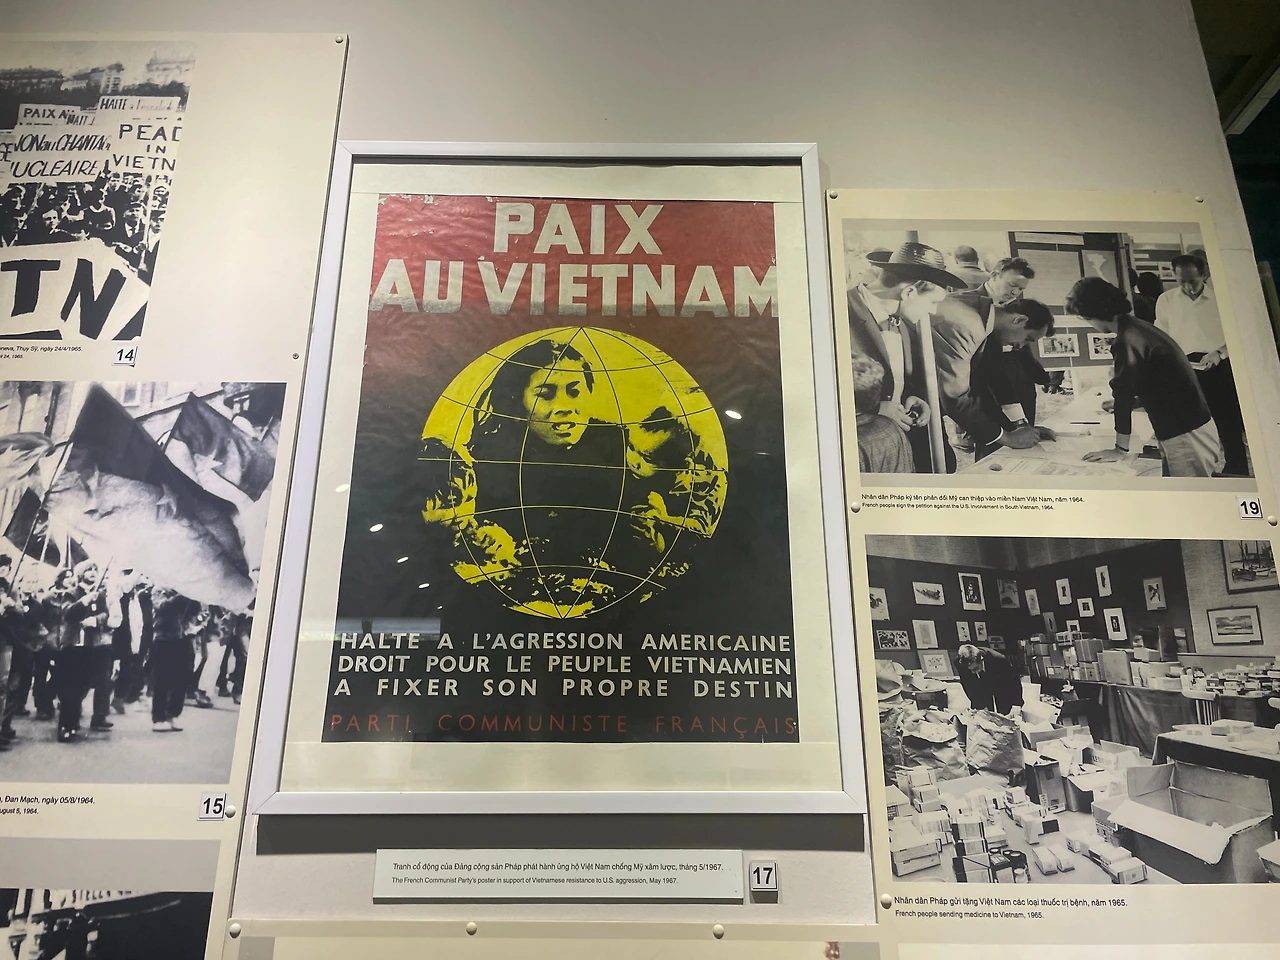 PAIX
HALTE
PEAC
IN
VIETN
UCLEAIRE
TNA
Thụy Sỹ, ngày 24/4/1965.
14
Đan Mạch, ngày 05/8/1964.
August 5, 1964.
15
PAIX
AU VIETNAM
HALTE A L'AGRESSION AMERICAINE
DROIT POUR LE PEUPLE VIETNAMIEN
A FIXER SON PROPRE DESTIN
PARTI COMMUNISTE FRANÇAIS
Tranh cổ động của Đảng cộng sản Pháp phát hành ủng hộ Việt Nam chống Mỹ xâm lược, tháng 5/1967.
The French Communist Party's poster in support of Vietnamese resistance to U.S. aggression, May 1967.
17
Nhân dân Pháp ký tên phản đối Mỹ can thiệp vào miền Nam Việt Nam, năm 1964.
French people sign the petition against the U.S. involvement in South Vietnam, 1964.
19
Nhân dân Pháp gửi tặng Việt Nam các loại thuốc trị bệnh, năm 1965.
French people sending medicine to Vietnam, 1965.